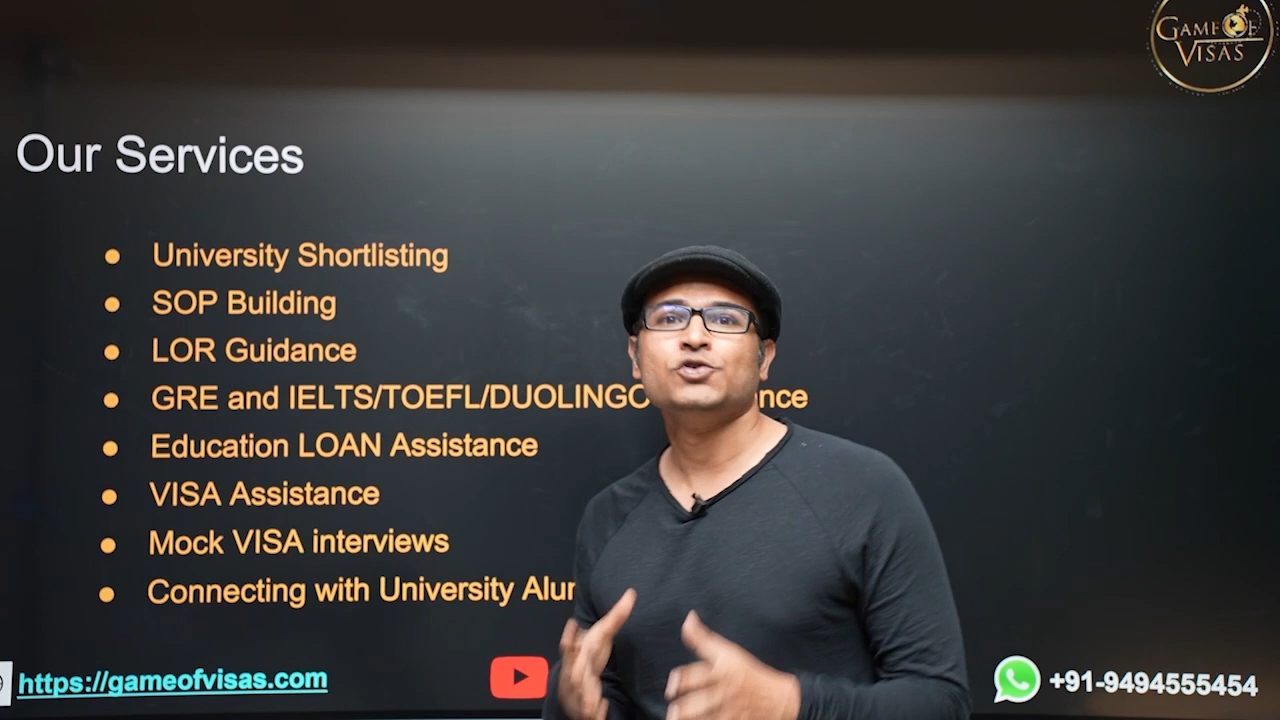 GAME OF
VISAS
Our Services
University Shortlisting
SOP Building
LOR Guidance
GRE and IELTS/TOEFL/DUOLINGO
Education LOAN Assistance
VISA Assistance
Mock VISA interviews
Connecting with University
https://gameofvisas.com
+91-9494555454